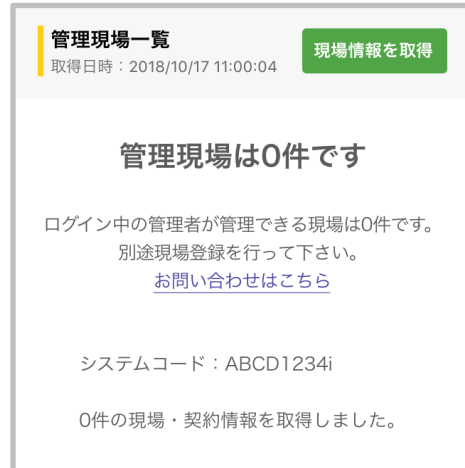 管理現場一覧
現場情報を取得
取得日時：2018/10/17 11:00:04
管理現場は0件です
ログイン中の管理者が管理できる現場は0件です。
別途現場登録を行って下さい。
お問い合わせはこちら
システムコード：ABCD1234i
0件の現場・契約情報を取得しました。